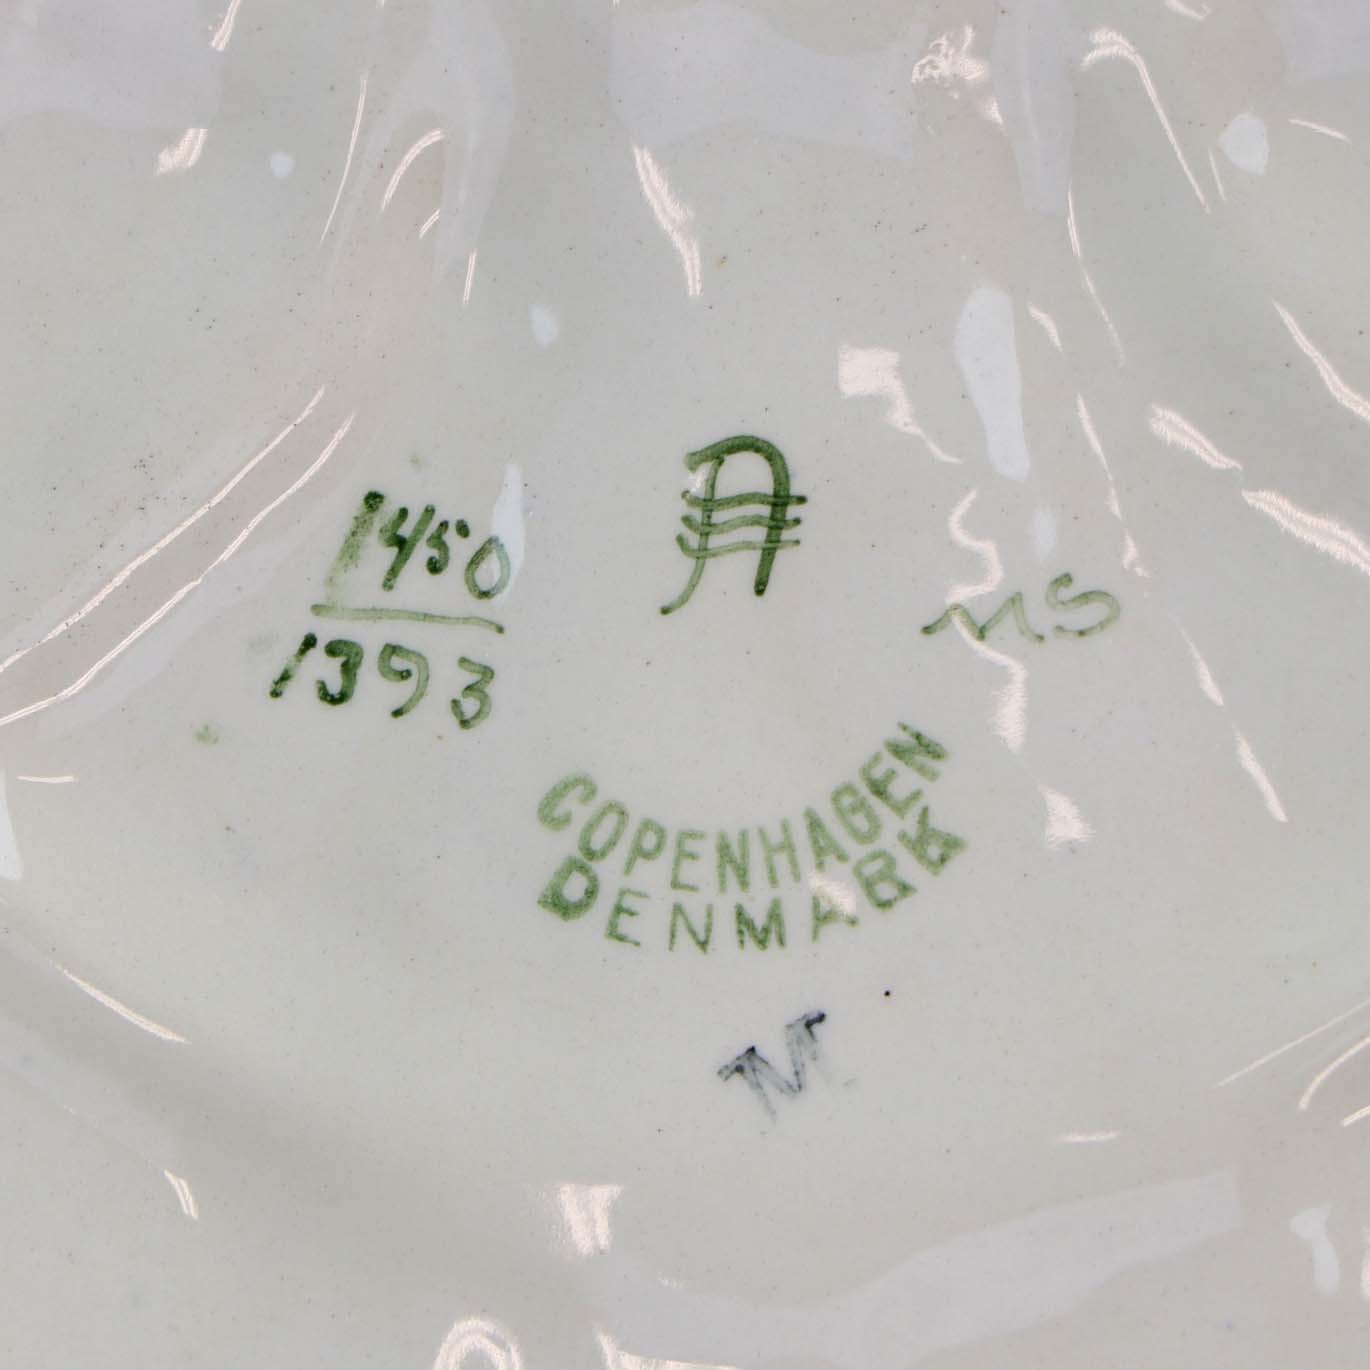 1450
1393
A
MS
COPENHAGEN
DENMARK
M